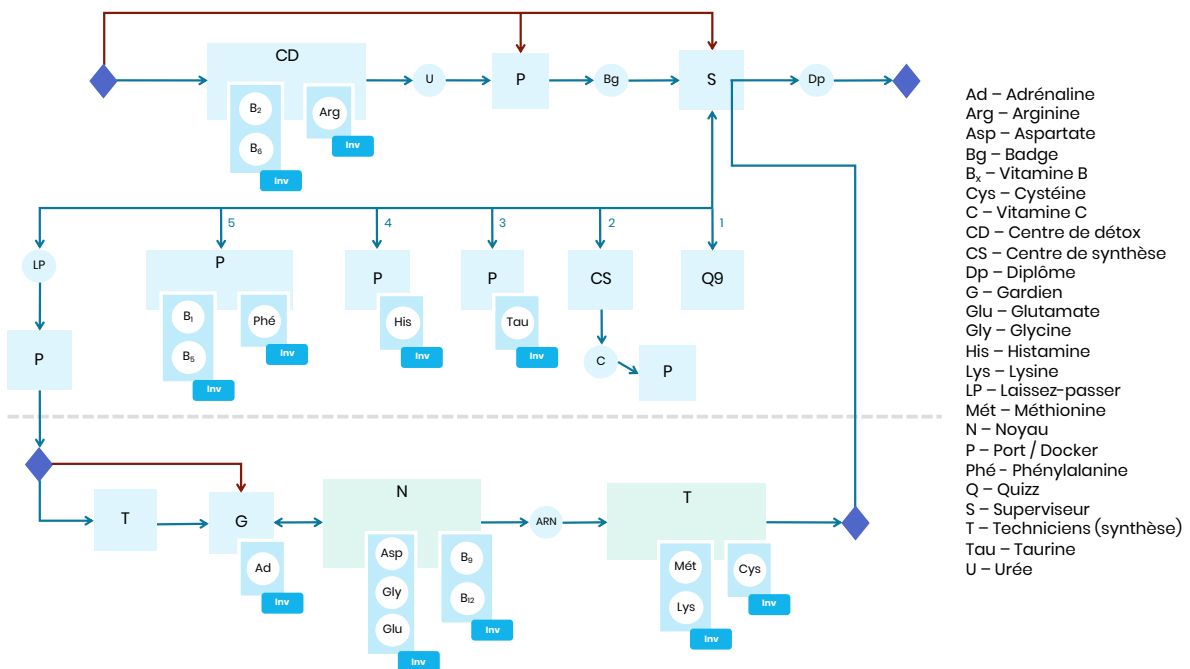 CD
U
P
Bg
S
Dp
B₂
B₆
Inv
Arg
Inv
5
4
3
2
1
LP
P
P
P
CS
Q9
B₁
B₅
Inv
Phé
Inv
His
Inv
Tau
Inv
C
P
P
T
G
Ad
Inv
N
Asp
Gly
Glu
Inv
B₉
B₁₂
Inv
ARN
T
Mét
Lys
Inv
Cys
Inv
Ad – Adrénaline
Arg – Arginine
Asp – Aspartate
Bg – Badge
Bₓ – Vitamine B
Cys – Cystéine
C – Vitamine C
CD – Centre de détox
CS – Centre de synthèse
Dp – Diplôme
G – Gardien
Glu – Glutamate
Gly – Glycine
His – Histamine
Lys – Lysine
LP – Laissez-passer
Mét – Méthionine
N – Noyau
P – Port / Docker
Phé - Phénylalanine
Q – Quizz
S – Superviseur
T – Techniciens (synthèse)
Tau – Taurine
U – Urée